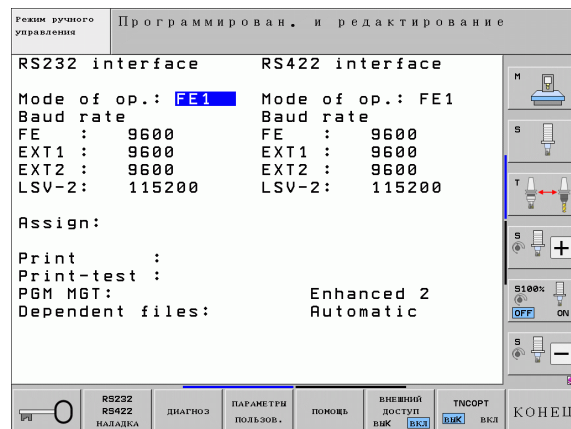 Режим ручного
управления
Программирован. и редактирование
RS232 interface RS422 interface
Mode of op.: FE1 Mode of op.: FE1
Baud rate Baud rate
FE : 9600 FE : 9600
EXT1 : 9600 EXT1 : 9600
EXT2 : 9600 EXT2 : 9600
LSV-2: 115200 LSV-2: 115200
Assign:
Print :
Print-test :
PGM MGT: Enhanced 2
Dependent files: Automatic
M
S
T
S
+
S100%
OFF ON
S
—
RS232
RS422
НАЛАДКА
ДИАГНОЗ
ПАРАМЕТРЫ
ПОЛЬЗОВ.
ПОМОЩЬ
ВНЕШНИЙ
ДОСТУП
ВЫК ВКЛ
TNCOPT
ВЫК ВКЛ
КОНЕЦ